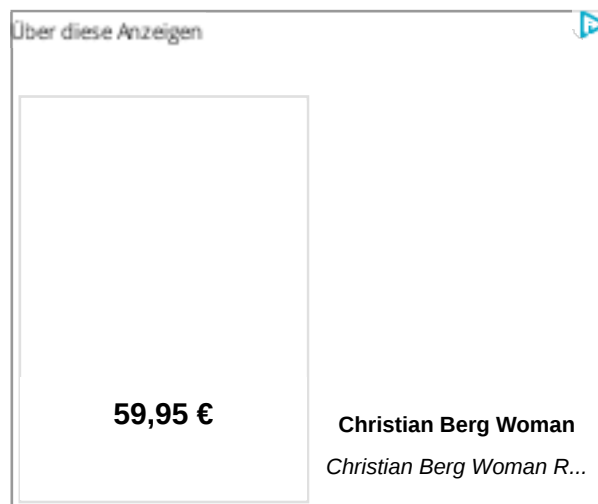 Über diese Anzeigen
59,95 €
Christian Berg Woman
Christian Berg Woman R...